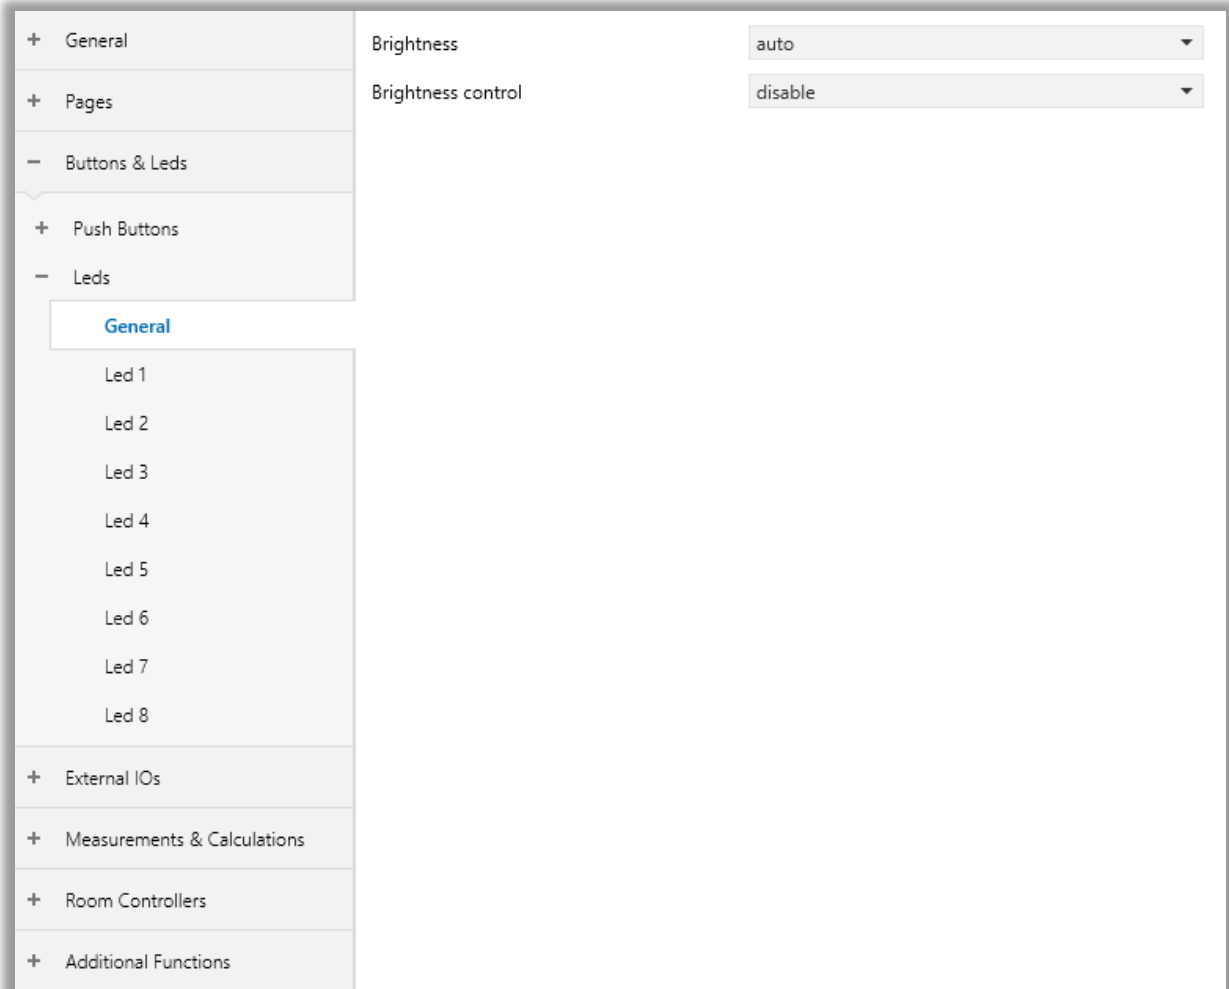 General
Pages
Buttons & Leds
Push Buttons
Leds
General
Led 1
Led 2
Led 3
Led 4
Led 5
Led 6
Led 7
Led 8
External IOs
Measurements & Calculations
Room Controllers
Additional Functions
Brightness auto
Brightness control disable